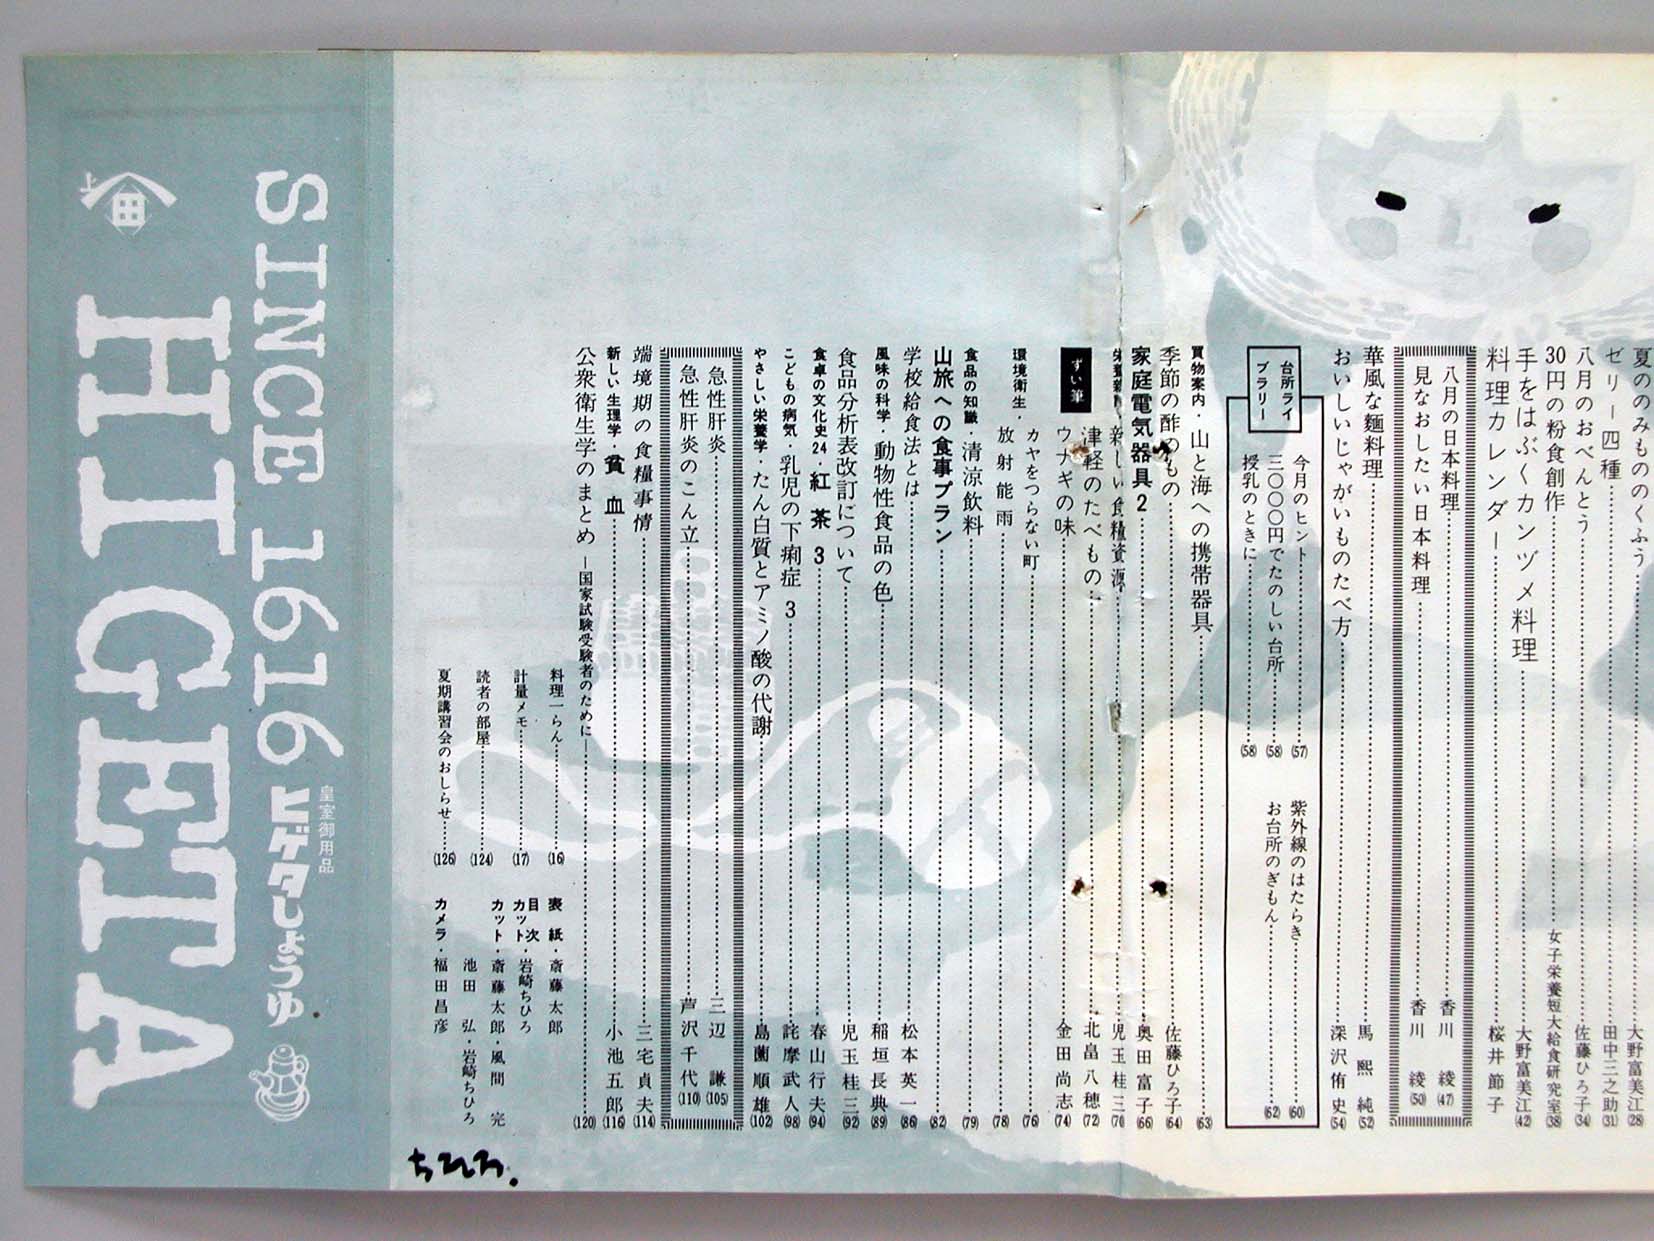 夏ののみもののくふう 大野富美江(28)
ゼリー四種 田中三之助(31)
八月のおべんとう 佐藤ひろ子(34)
30円の粉食創作 女子栄養短大給食研究室(38)
手をはぶくカンヅメ料理 大野富美江(42)
料理カレンダー 桜井節子
八月の日本料理 香川綾(47)
見なおしたい日本料理 香川綾(50)
華風な麺料理 馬熙純(52)
おいしいじゃがいものたべ方 深沢侑史(54)
台所ライブラリー
今月のヒント(57)
三〇〇〇円でたのしい台所(58)
授乳のときに(58)
紫外線のはたらき(60)
お台所のぎもん(62)
買物案内・山と海への携帯器具(63)
季節の酢のもの 佐藤ひろ子(64)
家庭電気器具2 奥田富子(66)
新しい食糧資源 児玉桂三(70)
ずい筆
津軽のたべもの 北畠八穂(72)
ウナギの味 金田尚志(74)
環境衛生・カヤをつらない町(76)
放射能雨(78)
食品の知識・清涼飲料(79)
山旅への食事プラン(82)
学校給食法とは 松本英一(86)
風味の科学・動物性食品の色 稲垣長典(89)
食品分析表改訂について 児玉桂三(92)
食卓の文化史24・紅茶3 春山行夫(94)
こどもの病気・乳児の下痢症3 詫摩武人(98)
やさしい栄養学・たん白質とアミノ酸の代謝 島薗順雄(102)
急性肝炎 三辺謙(105)
急性肝炎のこん立 芦沢千代(110)
端境期の食糧事情 三宅貞夫(114)
新しい生理学・貧血 小池五郎(116)
公衆衛生学のまとめ ―国家試験受験者のために―(120)
料理一らん(16)
計量メモ(17)
読者の部屋(124)
夏期講習会のおしらせ(126)
表紙・斎藤太郎
目次カット・岩崎ちひろ
カット・斎藤太郎・風間完
池田弘・岩崎ちひろ
カメラ・福田昌彦
ちひろ.
皇室御用品
SINCE 1616 ヒゲタしょうゆ
上
田
HIGETA